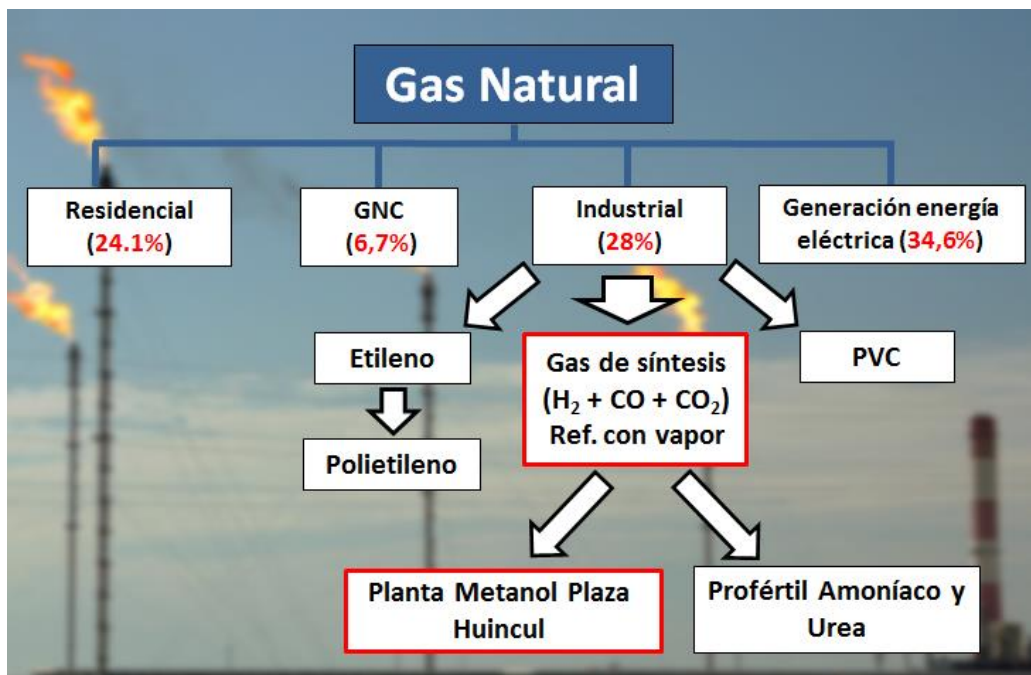 Gas Natural
Residencial
(24.1%)
GNC
(6,7%)
Industrial
(28%)
Generación energía
eléctrica (34,6%)
Etileno
Gas de síntesis
(H₂ + CO + CO₂)
Ref. con vapor
PVC
Polietileno
Planta Metanol Plaza
Huincul
Profértil Amoníaco y
Urea